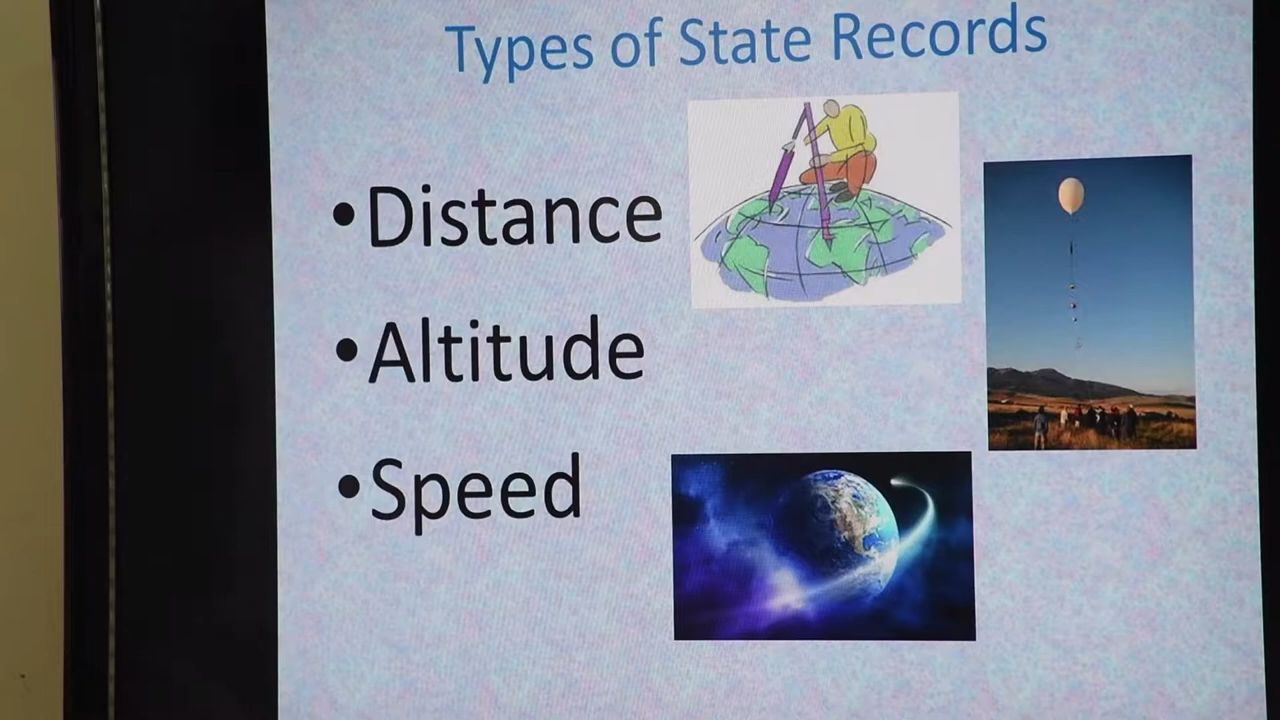 Types of State Records
•Distance
•Altitude
•Speed